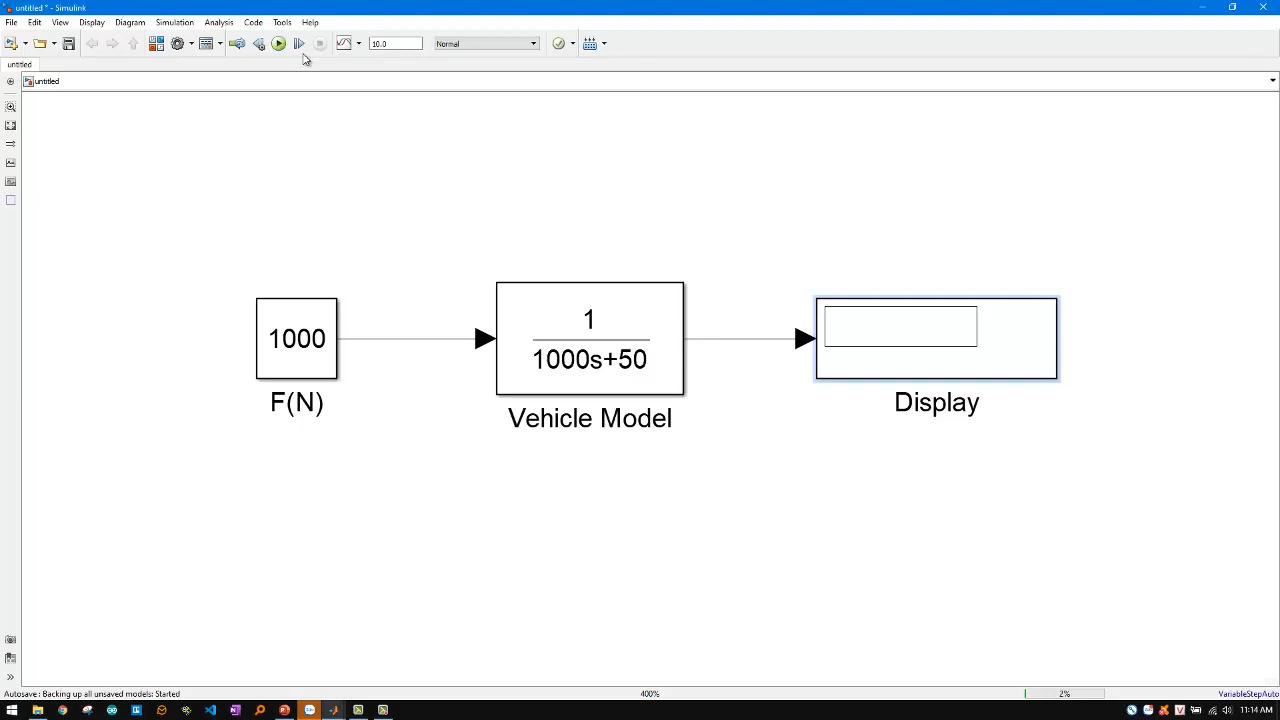 untitled * - Simulink
File Edit View Display Diagram Simulation Analysis Code Tools Help
10.0 Normal
untitled
untitled
1000
F(N)
1
1000s+50
Vehicle Model
Display
Autosave : Backing up all unsaved models: Started 400% 2% VariableStepAuto
11:14 AM